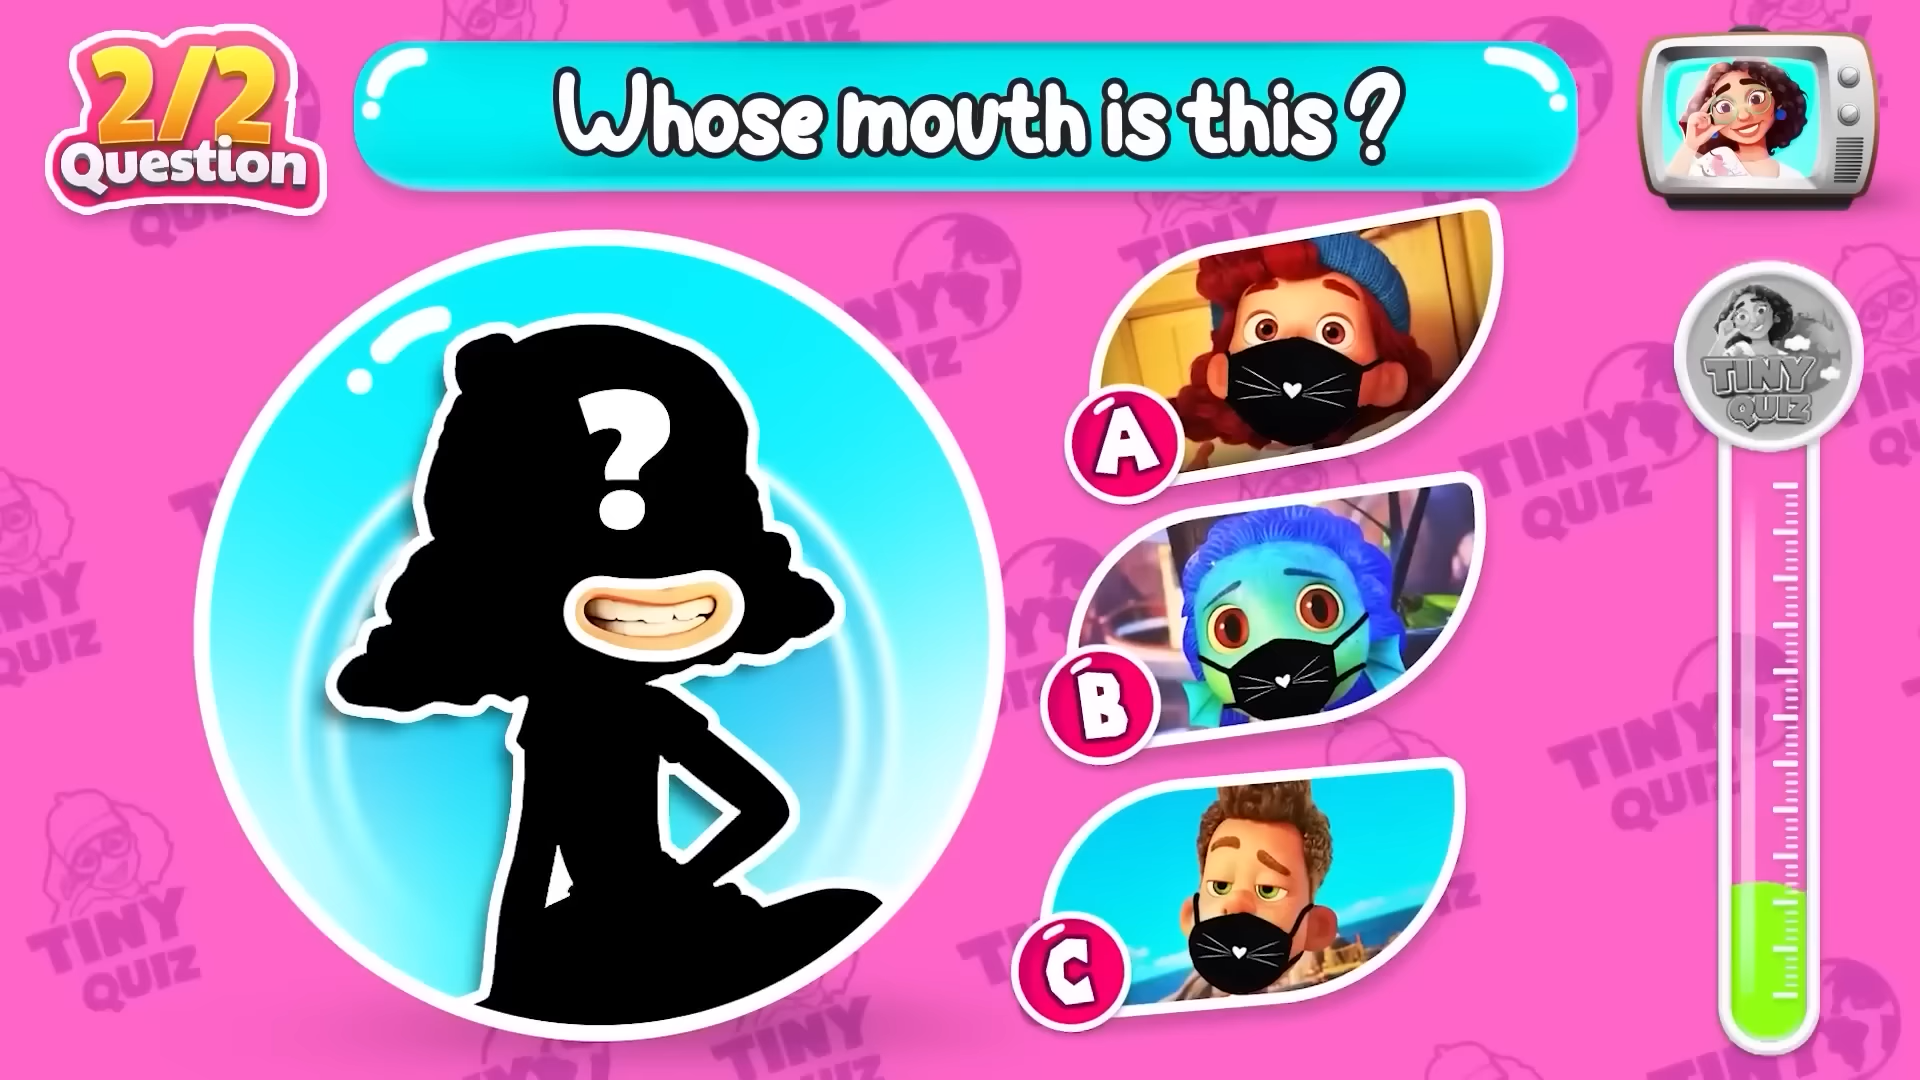 2/2
Question
Whose mouth is this?
?
A
B
C
TINY
QUIZ